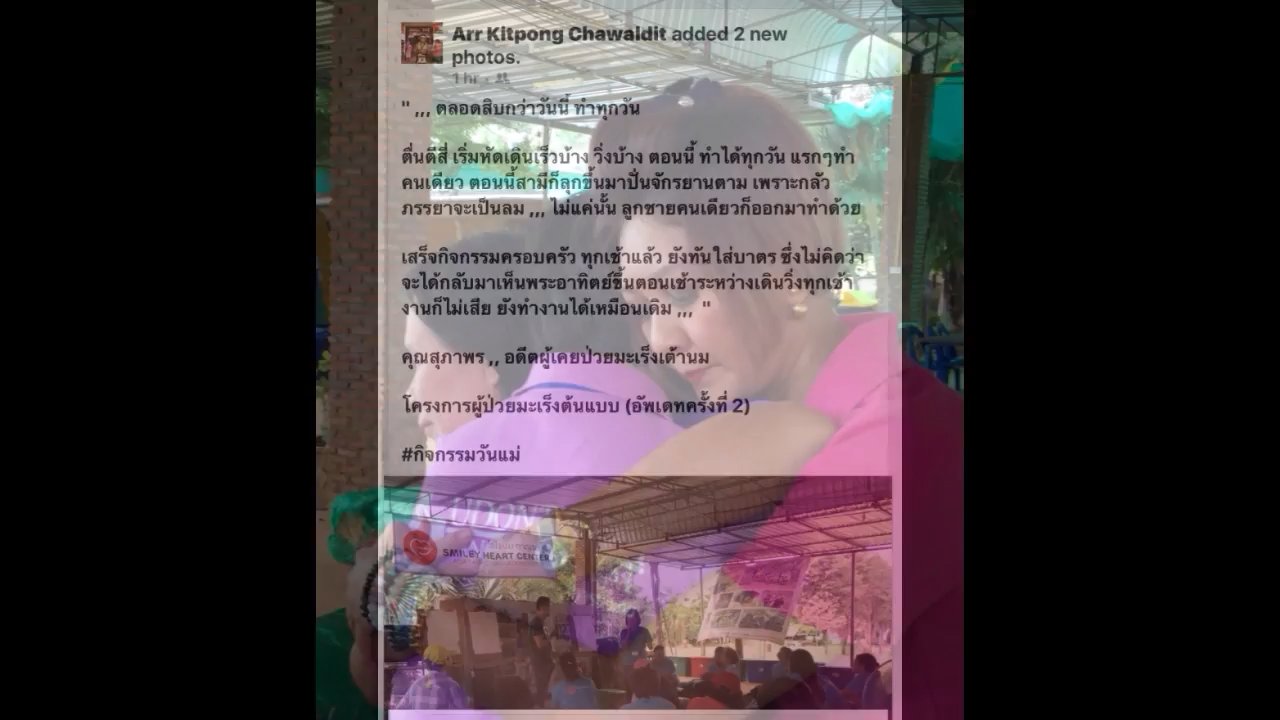 Arr Kitpong Chawaldit added 2 new
photos.
1 hr
" ,,, ตลอดสิบกว่าวันนี้ ทำทุกวัน
ตื่นตีสี่ เริ่มหัดเดินเร็วบ้าง วิ่งบ้าง ตอนนี้ ทำได้ทุกวัน แรกๆทำ
คนเดียว ตอนนี้สามีก็ลุกขึ้นมาปั่นจักรยานตาม เพราะกลัว
ภรรยาจะเป็นลม ,,, ไม่แค่นั้น ลูกชายคนเดียวก็ออกมาทำด้วย
เสร็จกิจกรรมครอบครัว ทุกเช้าแล้ว ยังทันใส่บาตร ซึ่งไม่คิดว่า
จะได้กลับมาเห็นพระอาทิตย์ขึ้นตอนเช้าระหว่างเดินวิ่งทุกเช้า
งานก็ไม่เสีย ยังทำงานได้เหมือนเดิม ,,, "
คุณสุภาพร ,, อดีตผู้เคยป่วยมะเร็งเต้านม
โครงการผู้ป่วยมะเร็งต้นแบบ (อัพเดทครั้งที่ 2)
#กิจกรรมวันแม่
UDON
SMILEY HEART CENTER